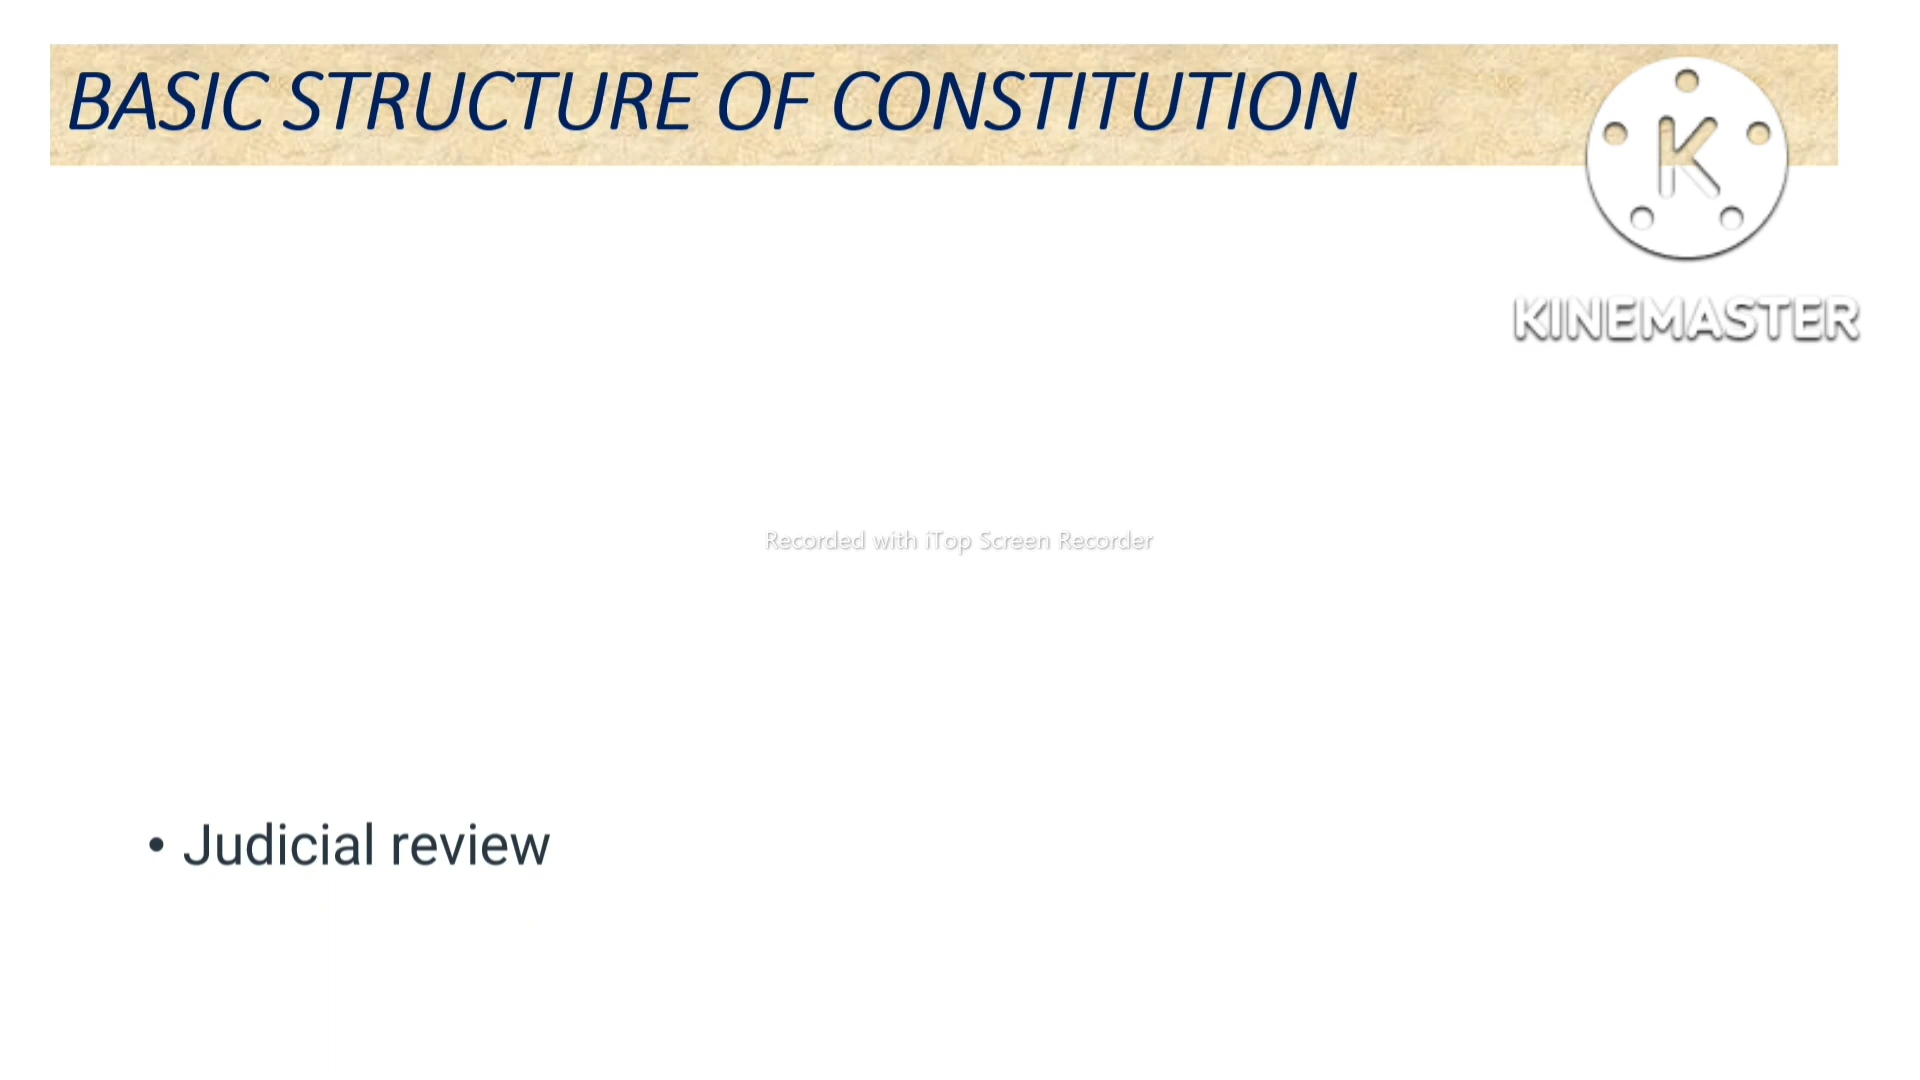 BASIC STRUCTURE OF CONSTITUTION
K
KINEMASTER
Recorded with iTop Screen Recorder
• Judicial review